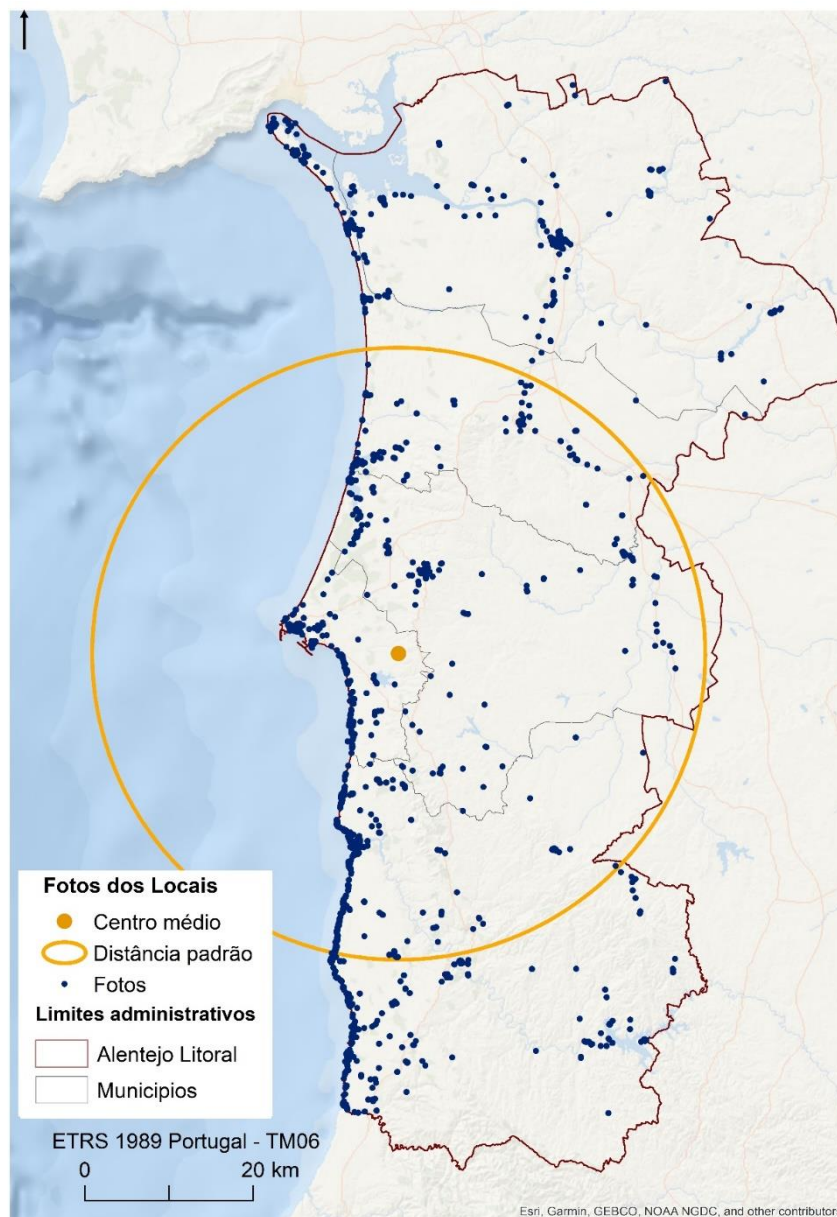 Fotos dos Locais
Centro médio
Distância padrão
Fotos
Limites administrativos
Alentejo Litoral
Municipios
ETRS 1989 Portugal - TM06
0 20 km
Esri, Garmin, GEBCO, NOAA NGDC, and other contributor